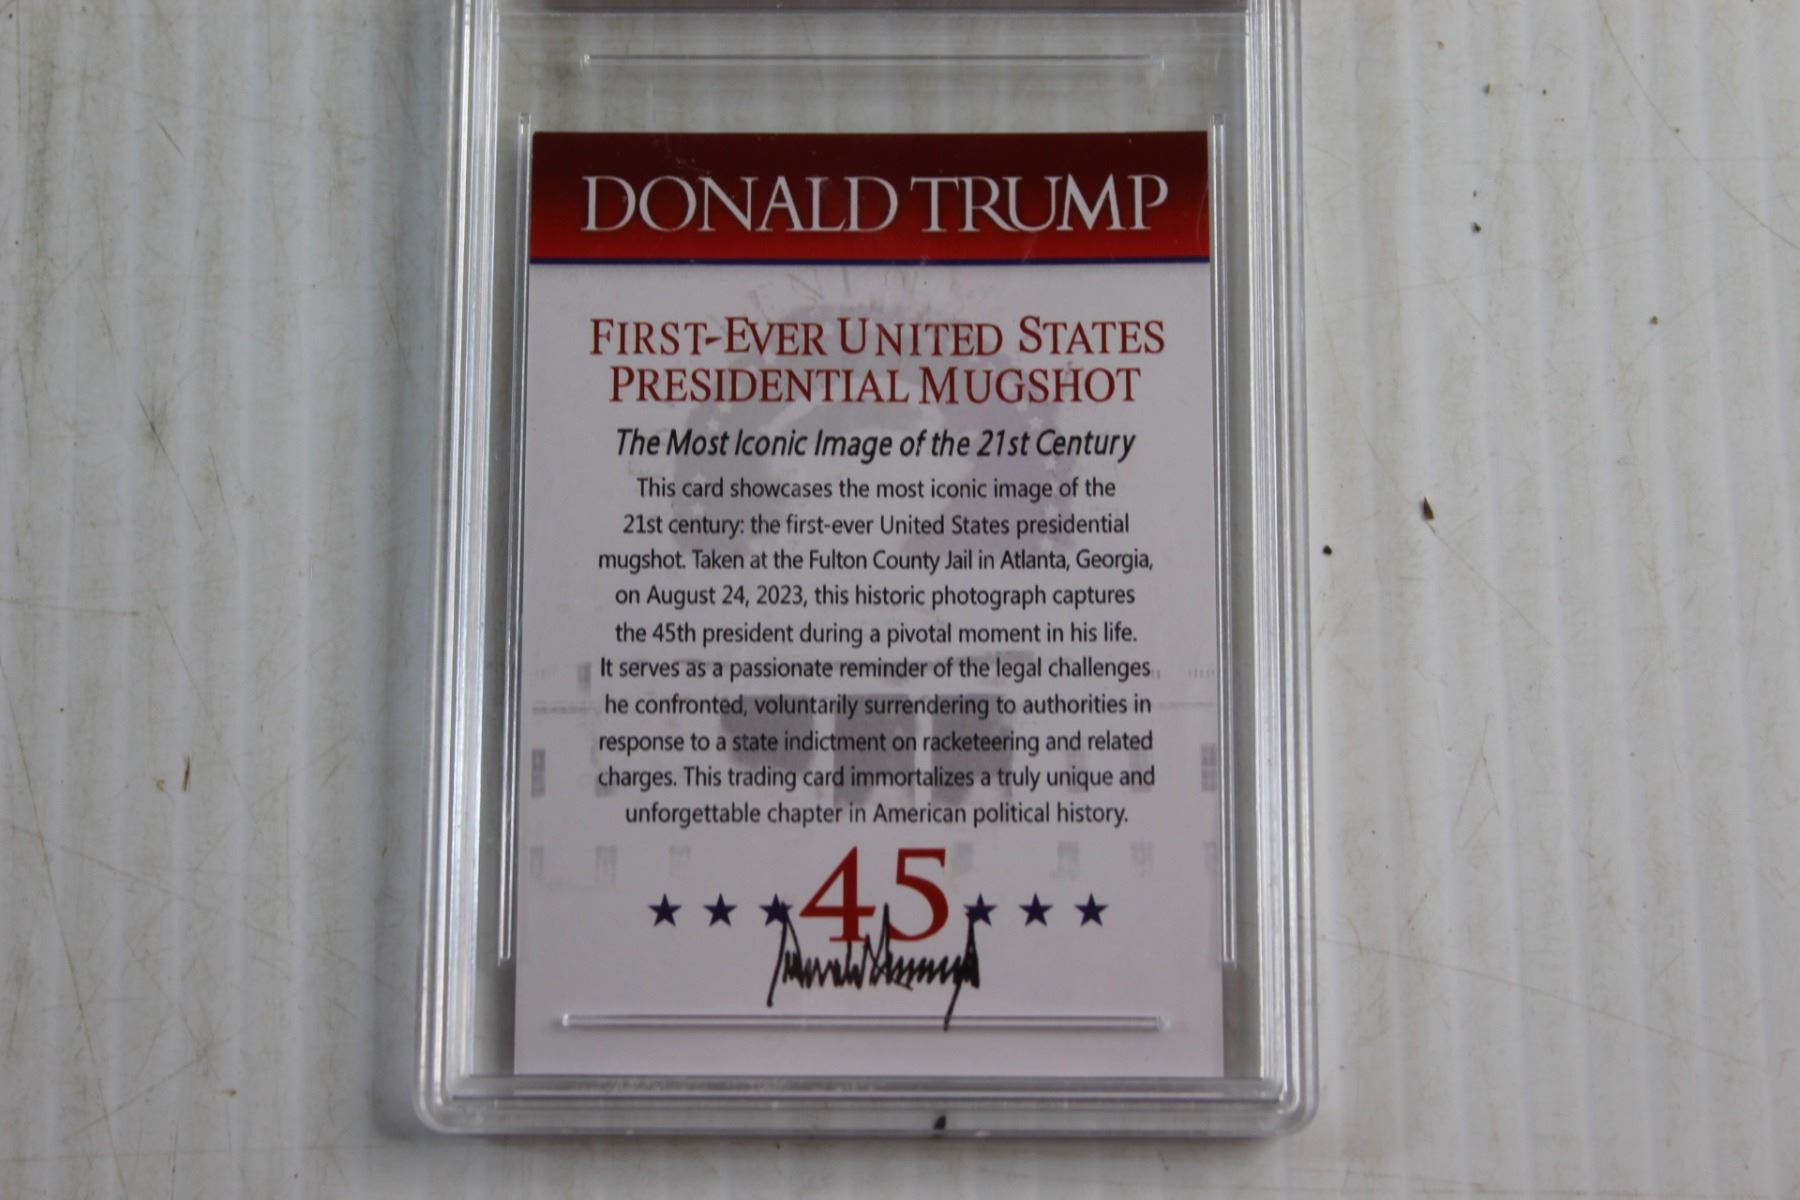 DONALD TRUMP
FIRST-EVER UNITED STATES
PRESIDENTIAL MUGSHOT
The Most Iconic Image of the 21st Century
This card showcases the most iconic image of the
21st century: the first-ever United States presidential
mugshot. Taken at the Fulton County Jail in Atlanta, Georgia,
on August 24, 2023, this historic photograph captures
the 45th president during a pivotal moment in his life.
It serves as a passionate reminder of the legal challenges
he confronted, voluntarily surrendering to authorities in
response to a state indictment on racketeering and related
charges. This trading card immortalizes a truly unique and
unforgettable chapter in American political history.
45
Donald Trump